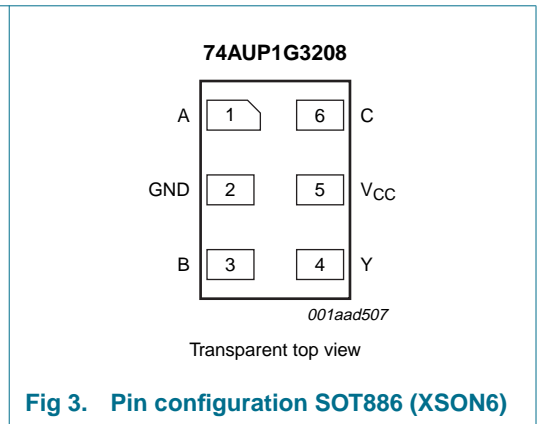 74AUP1G3208
A 1 6 C
GND 2 5 VCC
B 3 4 Y
001aad507
Transparent top view
Fig 3. Pin configuration SOT886 (XSON6)